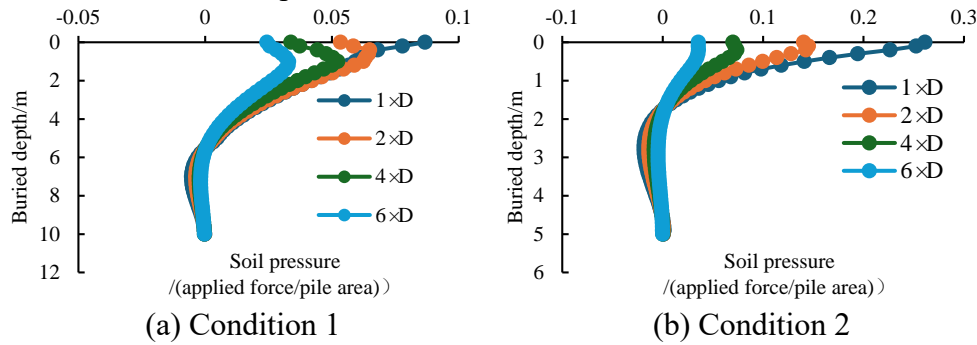 -0.05 0 0.05 0.1
0
2
4
6
8
10
12
Buried depth/m
1×D
2×D
4×D
6×D
Soil pressure
/(applied force/pile area)）
(a) Condition 1
-0.1 0 0.1 0.2 0.3
0
1
2
3
4
5
6
Buried depth/m
1×D
2×D
4×D
6×D
Soil pressure
/(applied force/pile area)）
(b) Condition 2